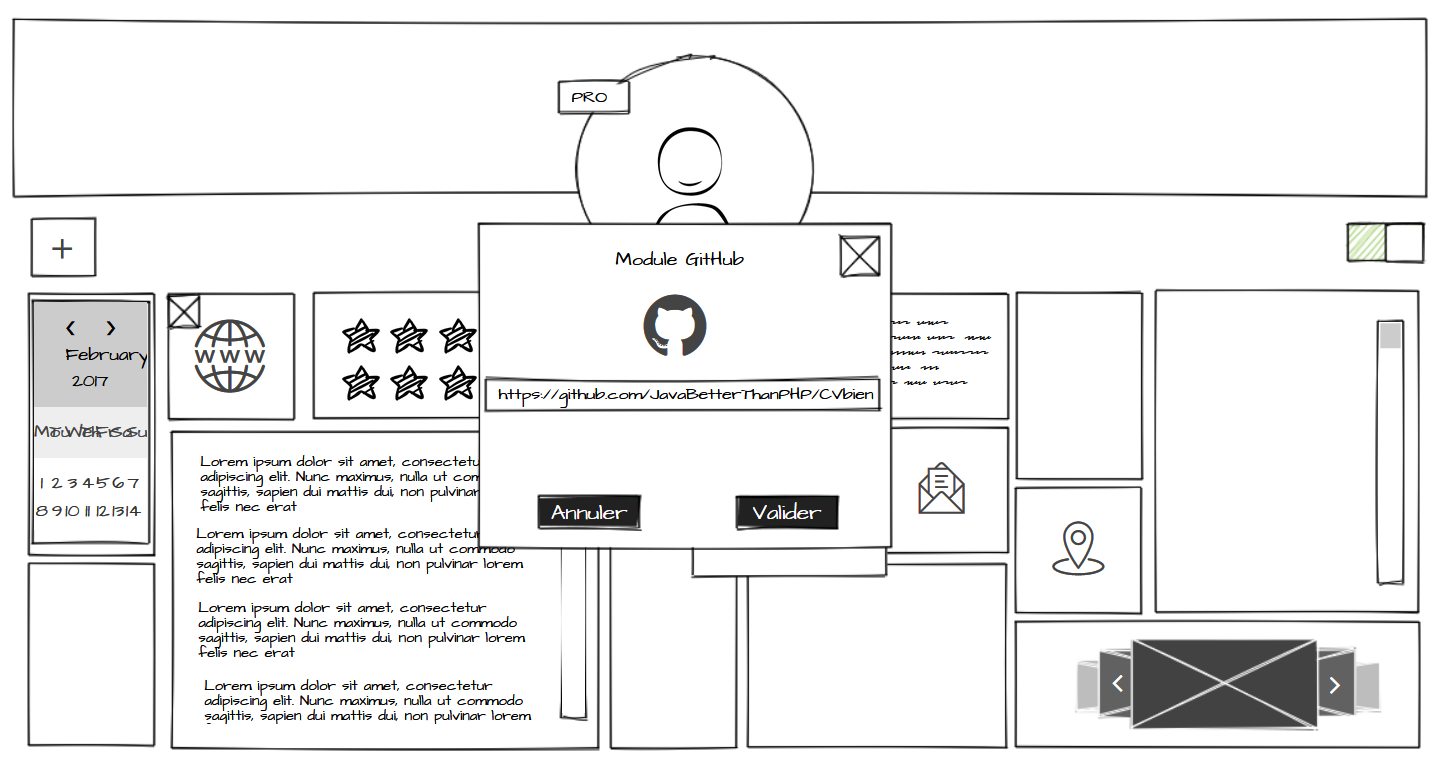 PRO
+
Module GitHub
February
2017
WWW
https://github.com/JavaBetterThanPHP/CVbien
1 2 3 4 5 6 7
8 9 10 11 12 13 14
Annuler
Valider
Lorem ipsum dolor sit amet, consectetu
adipiscing elit. Nunc maximus, nulla ut com
sagittis, sapien dui mattis dui, non pulvinar
felis nec erat
Lorem ipsum dolor sit amet, consectetur
adipiscing elit. Nunc maximus, nulla ut commodo
sagittis, sapien dui mattis dui, non pulvinar lorem
felis nec erat
Lorem ipsum dolor sit amet, consectetur
adipiscing elit. Nunc maximus, nulla ut commodo
sagittis, sapien dui mattis dui, non pulvinar lorem
felis nec erat
Lorem ipsum dolor sit amet, consectetur
adipiscing elit. Nunc maximus, nulla ut commodo
sagittis, sapien dui mattis dui, non pulvinar lorem